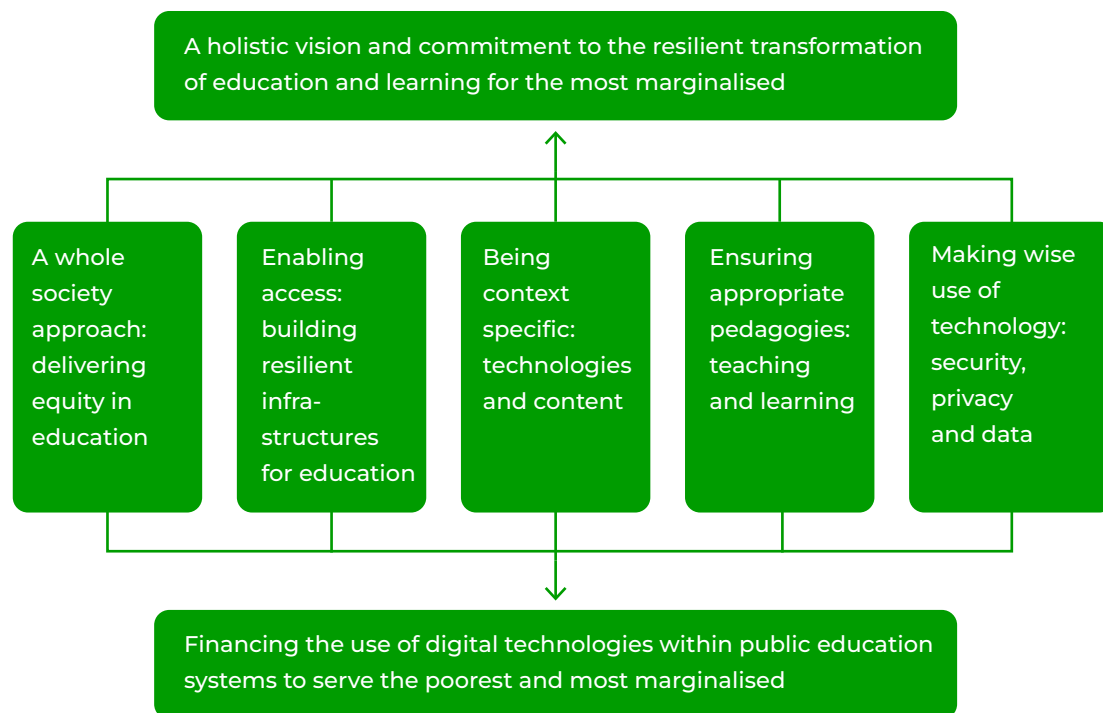 A holistic vision and commitment to the resilient transformation
of education and learning for the most marginalised
A whole
society
approach:
delivering
equity in
education
Enabling
access:
building
resilient
infra-
structures
for education
Being
context
specific:
technologies
and content
Ensuring
appropriate
pedagogies:
teaching
and learning
Making wise
use of
technology:
security,
privacy
and data
Financing the use of digital technologies within public education
systems to serve the poorest and most marginalised